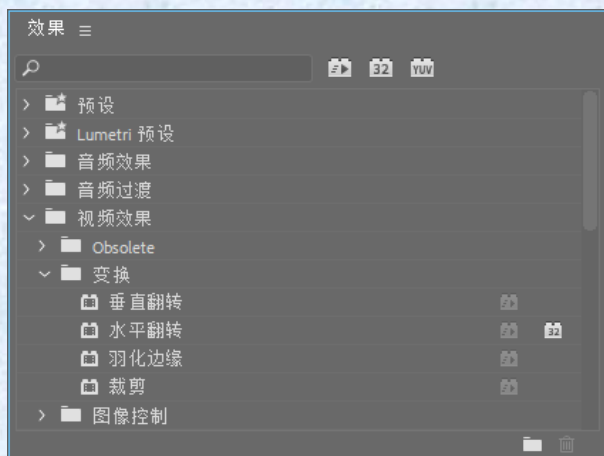 效果
32 YUV
预设
Lumetri 预设
音频效果
音频过渡
视频效果
Obsolete
变换
垂直翻转
水平翻转 32
羽化边缘
裁剪
图像控制